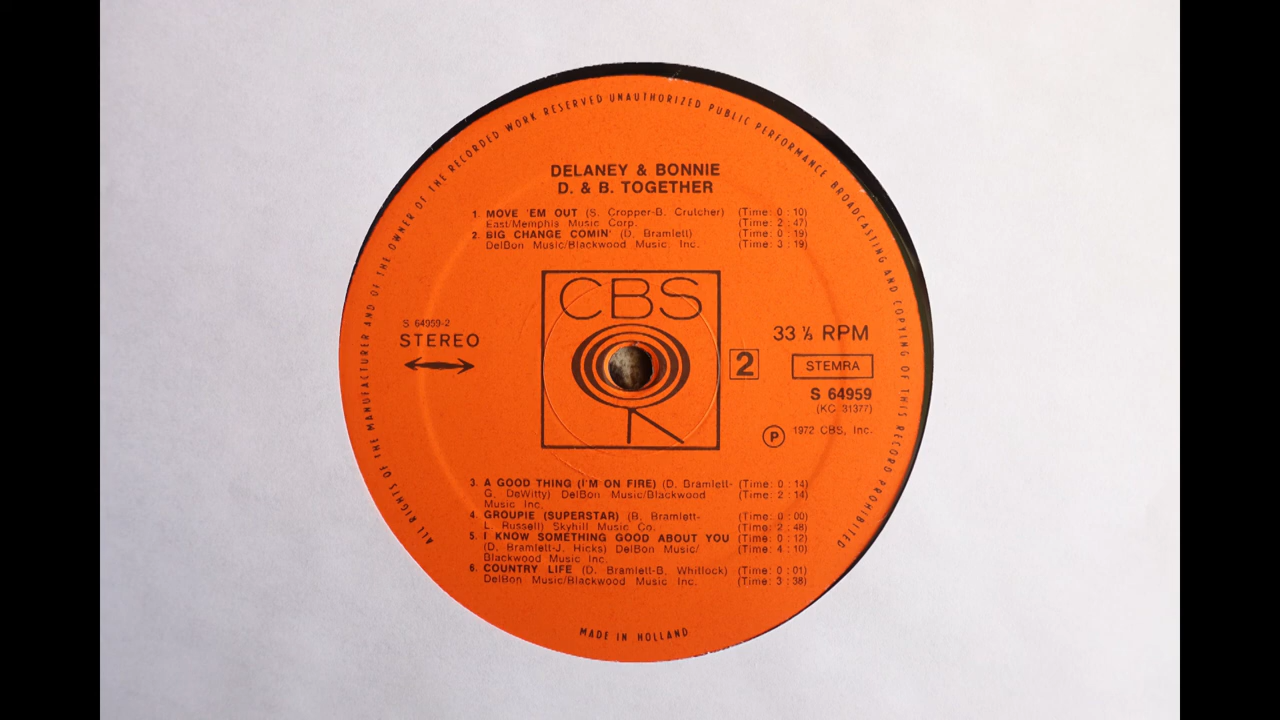 ALL RIGHTS OF THE MANUFACTURER AND OF THE OWNER OF THE RECORDED WORK RESERVED UNAUTHORIZED PUBLIC PERFORMANCE BROADCASTING AND COPYING OF THIS RECORD PROHIBITED
DELANEY & BONNIE
D. & B. TOGETHER
1. MOVE 'EM OUT (S. Cropper-B. Crutcher) (Time: 0 : 10)
East/Memphis Music Corp. (Time: 2 : 47)
2. BIG CHANGE COMIN' (D. Bramlett) (Time: 0 : 19)
DelBon Music/Blackwood Music, Inc. (Time: 3 : 19)
CBS
S 64959-2
STEREO
2
33 ⅓ RPM
STEMRA
S 64959
(KC 31377)
Ⓟ 1972 CBS, Inc.
3. A GOOD THING (I'M ON FIRE) (D. Bramlett- (Time: 0 : 14)
G. DeWitty) DelBon Music/Blackwood (Time: 2 : 14)
Music Inc.
4. GROUPIE (SUPERSTAR) (B. Bramlett- (Time: 0 : 00)
L. Russell) Skyhill Music Co. (Time: 2 : 48)
5. I KNOW SOMETHING GOOD ABOUT YOU (Time: 0 : 12)
(D. Bramlett-J. Hicks) DelBon Music/ (Time: 4 : 10)
Blackwood Music Inc.
6. COUNTRY LIFE (D. Bramlett-B. Whitlock) (Time: 0 : 01)
DelBon Music/Blackwood Music Inc. (Time: 3 : 38)
MADE IN HOLLAND